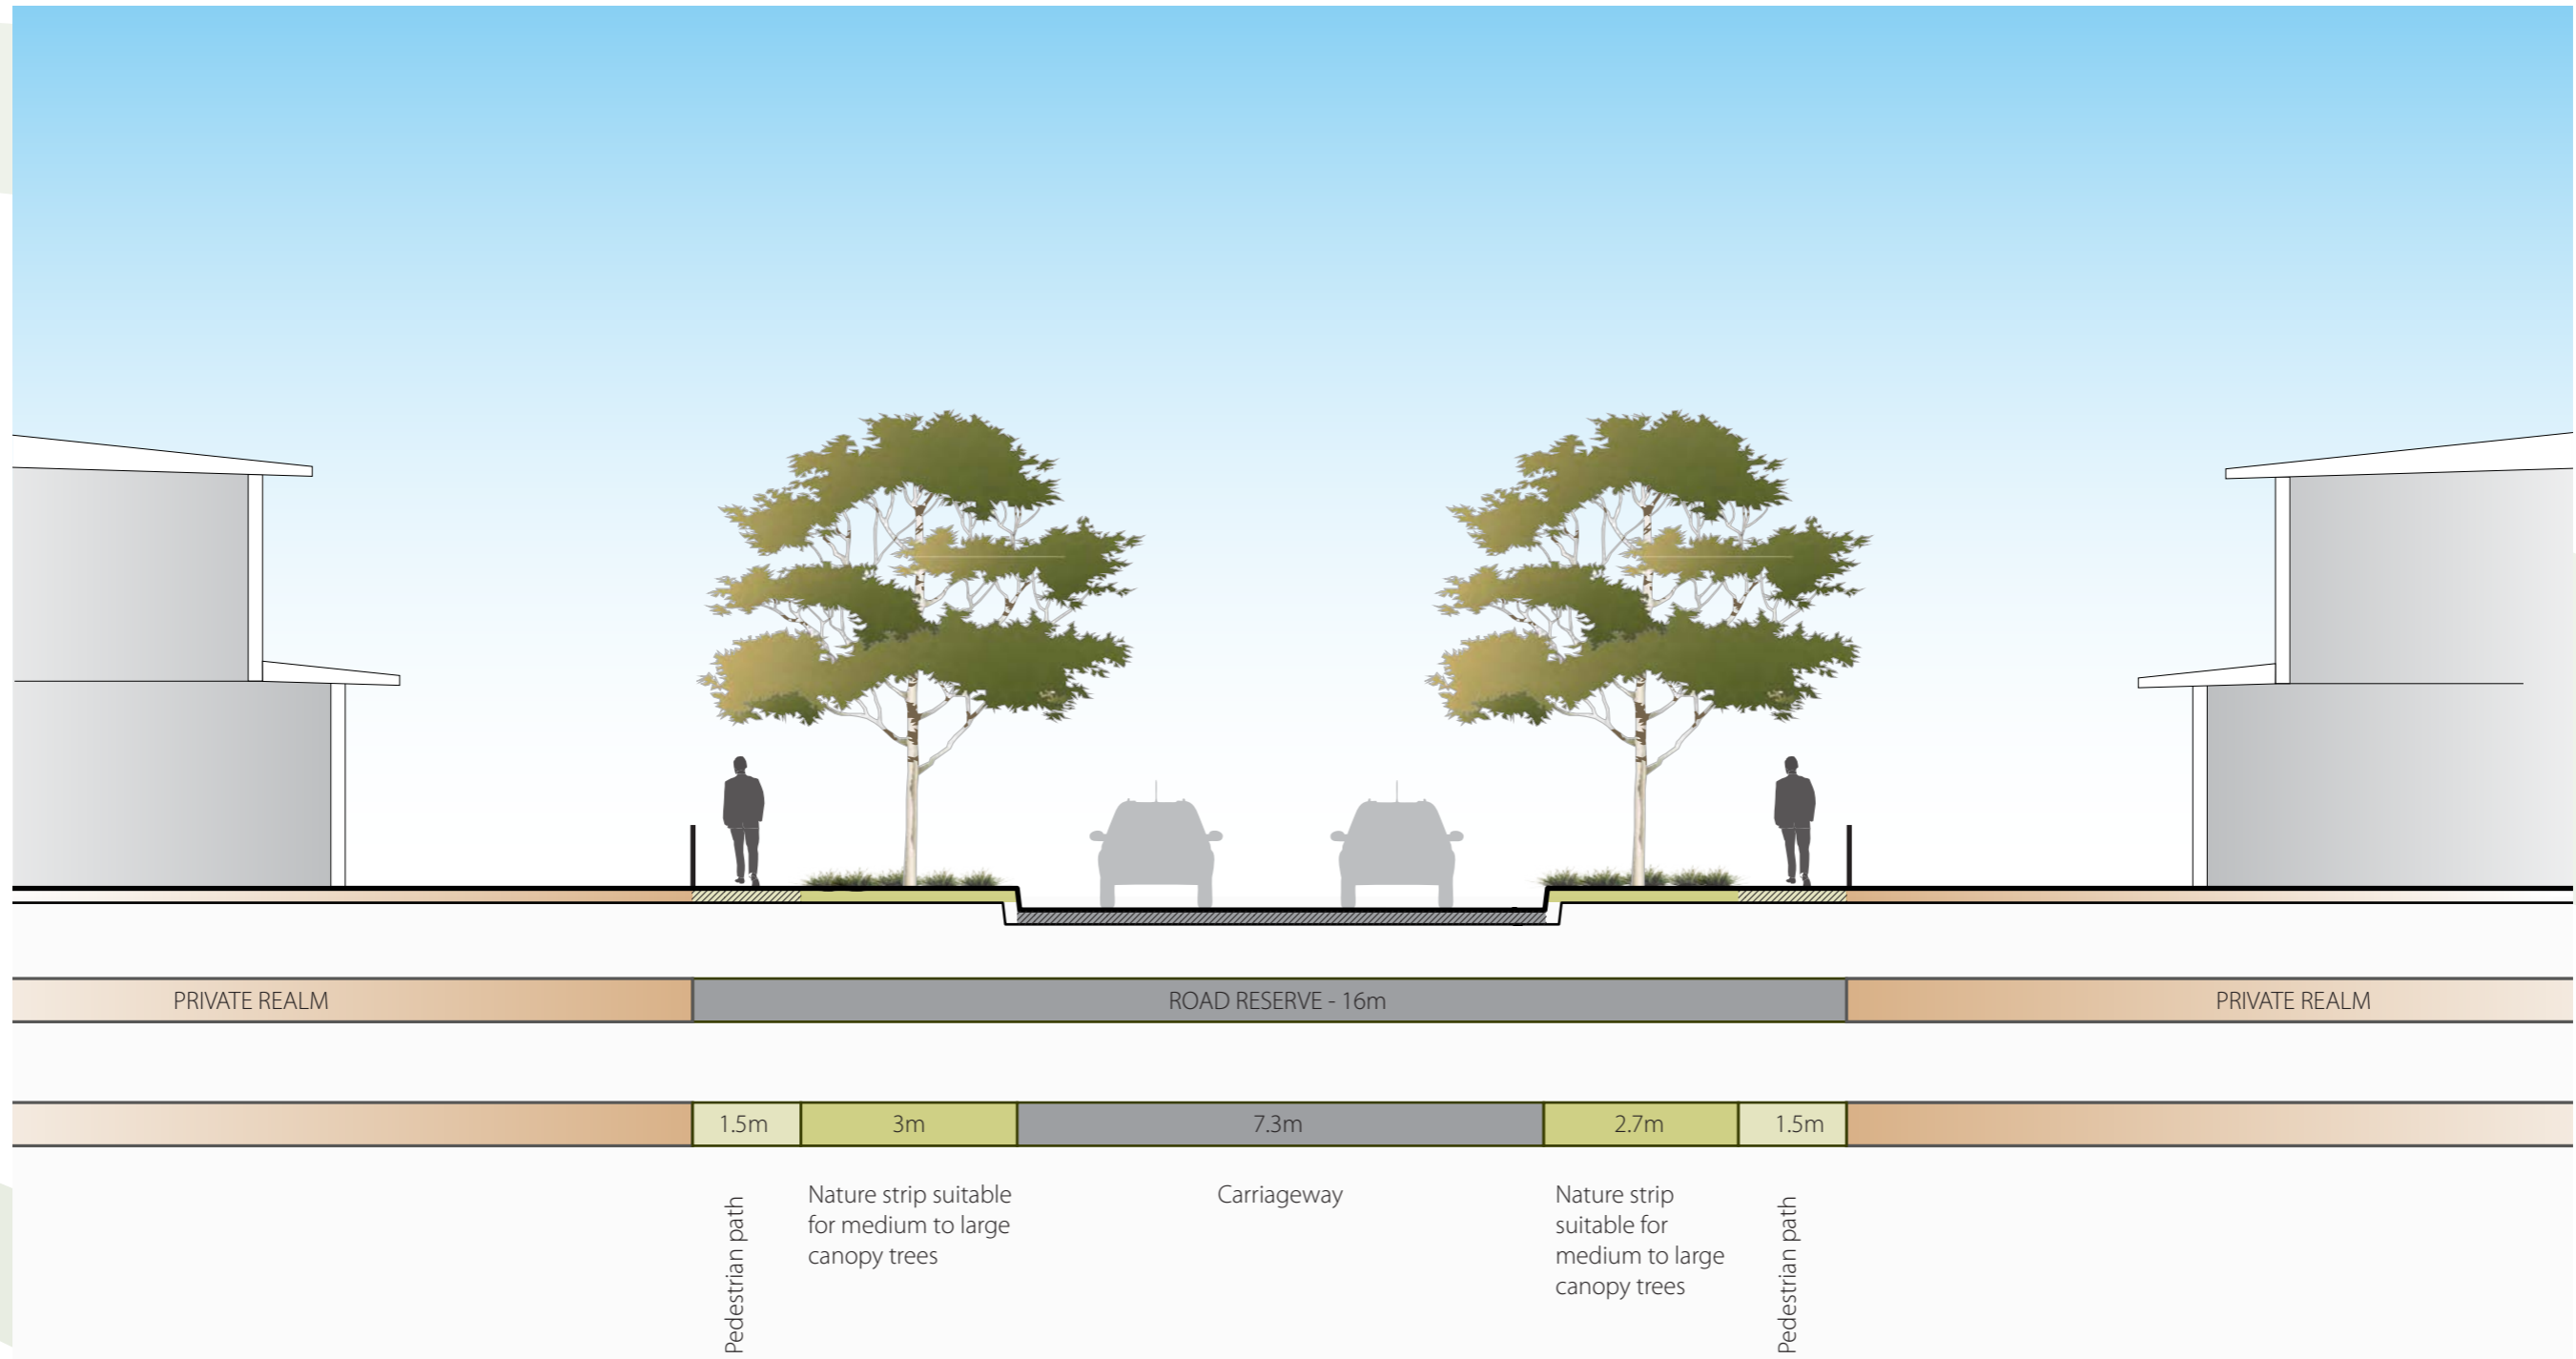 PRIVATE REALM
ROAD RESERVE - 16m
PRIVATE REALM
1.5m
3m
7.3m
2.7m
1.5m
Pedestrian path
Nature strip suitable
for medium to large
canopy trees
Carriageway
Nature strip
suitable for
medium to large
canopy trees
Pedestrian path